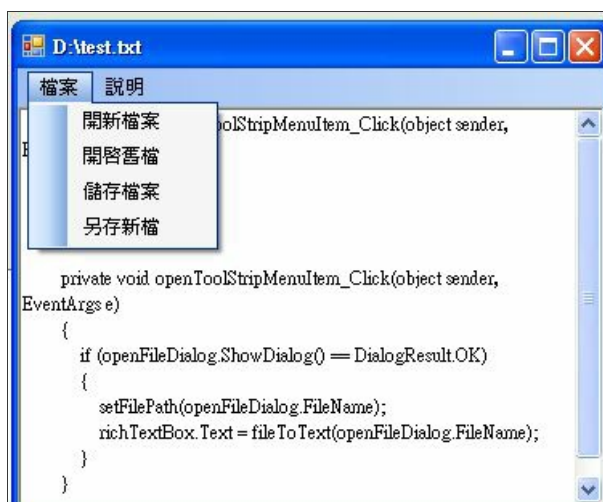 D:\test.txt
檔案 說明
開新檔案
開啓舊檔
儲存檔案
另存新檔
oolStripMenuItem_Click(object sender,
private void openToolStripMenuItem_Click(object sender,
EventArgs e)
{
if (openFileDialog.ShowDialog() == DialogResult.OK)
{
setFilePath(openFileDialog.FileName);
richTextBox.Text = fileToText(openFileDialog.FileName);
}
}